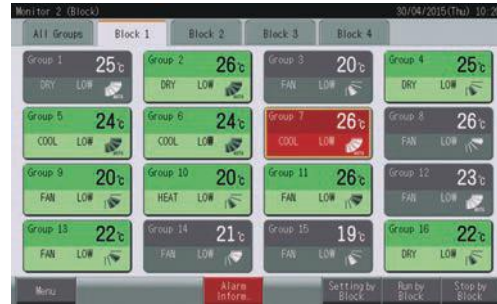 Monitor 2 (Block) 30/04/2015(Thu) 10:2
All Groups Block 1 Block 2 Block 3 Block 4
Group 1 25℃ Group 2 26℃ Group 3 20℃ Group 4 25℃
DRY LOW AUTO DRY LOW FAN LOW DRY LOW
Group 5 24℃ Group 6 24℃ Group 7 26℃ Group 8 26℃
COOL LOW AUTO COOL LOW AUTO COOL LOW AUTO FAN LOW
Group 9 20℃ Group 10 20℃ Group 11 26℃ Group 12 23℃
FAN LOW HEAT LOW FAN LOW FAN LOW
Group 13 22℃ Group 14 21℃ Group 15 19℃ Group 16 22℃
FAN LOW FAN LOW FAN LOW DRY LOW
Menu Alarm Setting by Run by Stop by
Inform. Block Block Block